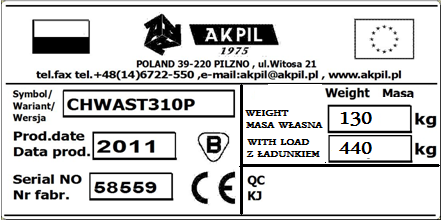 AKPIL
1975
POLAND 39-220 PILZNO , ul.Witosa 21
tel.fax tel.+48(14)6722-550 ,e-mail:akpil@akpil.pl , www.akpil.pl
Symbol/
Wariant/
Wersja
CHWAST310P
Prod.date
Data prod.
2011
B
Serial NO
Nr fabr.
58559
CE
Weight Masa
WEIGHT
MASA WŁASNA
130 kg
WITH LOAD
Z ŁADUNKIEM
440 kg
QC
KJ